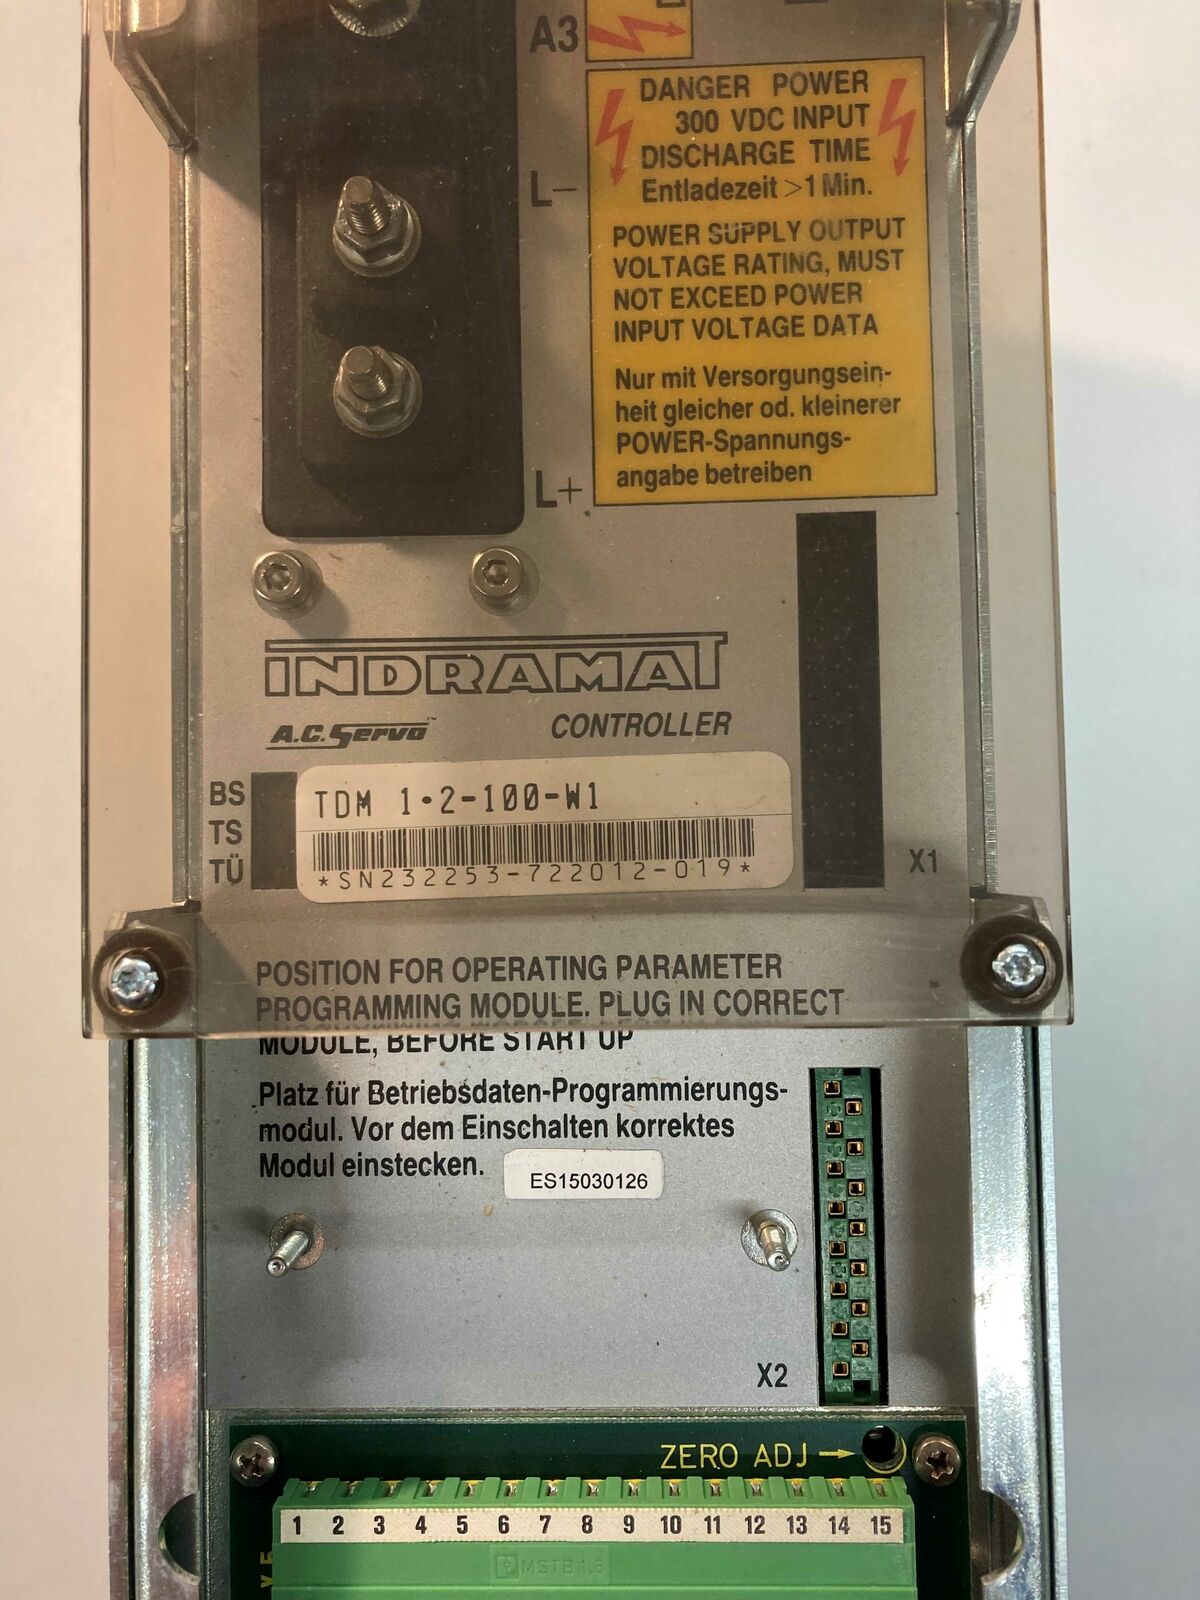 A3
DANGER POWER
300 VDC INPUT
DISCHARGE TIME
Entladezeit >1 Min.
L-
POWER SUPPLY OUTPUT
VOLTAGE RATING, MUST
NOT EXCEED POWER
INPUT VOLTAGE DATA
Nur mit Versorgungsein-
heit gleicher od. kleinerer
POWER-Spannungs-
angabe betreiben
L+
INDRAMAT
A.C. Servo™ CONTROLLER
BS
TS
TÜ
TDM 1·2-100-W1
*SN232253-722012-019*
X1
POSITION FOR OPERATING PARAMETER
PROGRAMMING MODULE. PLUG IN CORRECT
MODULE, BEFORE START UP
Platz für Betriebsdaten-Programmierungs-
modul. Vor dem Einschalten korrektes
Modul einstecken.
ES15030126
X2
ZERO ADJ →
1 2 3 4 5 6 7 8 9 10 11 12 13 14 15
MSTB 1,5